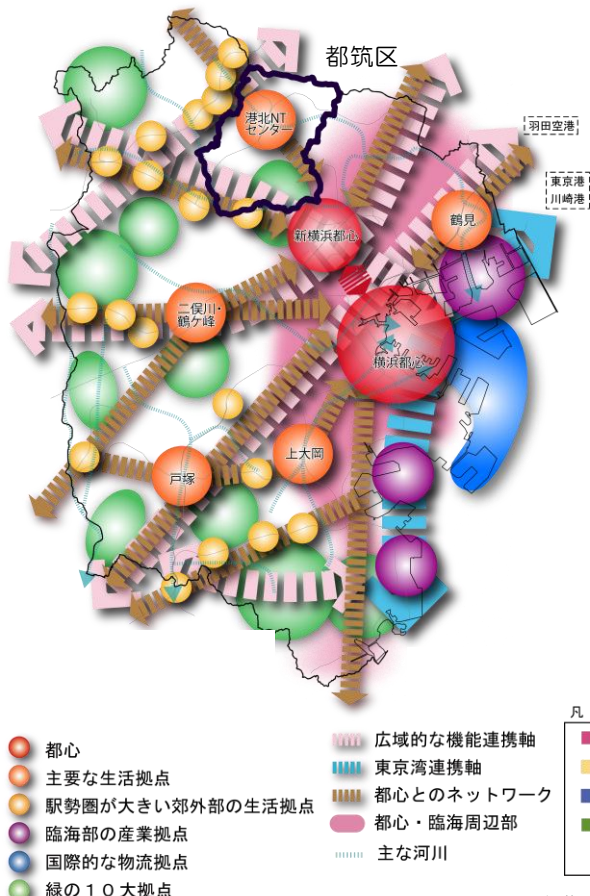 都筑区
港北NT
センター
羽田空港
東京港
川崎港
鶴見
新横浜都心
二俣川・
鶴ケ峰
横浜都心
上大岡
戸塚
都心
主要な生活拠点
駅勢圏が大きい郊外部の生活拠点
臨海部の産業拠点
国際的な物流拠点
緑の10大拠点
広域的な機能連携軸
東京湾連携軸
都心とのネットワーク
都心・臨海周辺部
主な河川
凡